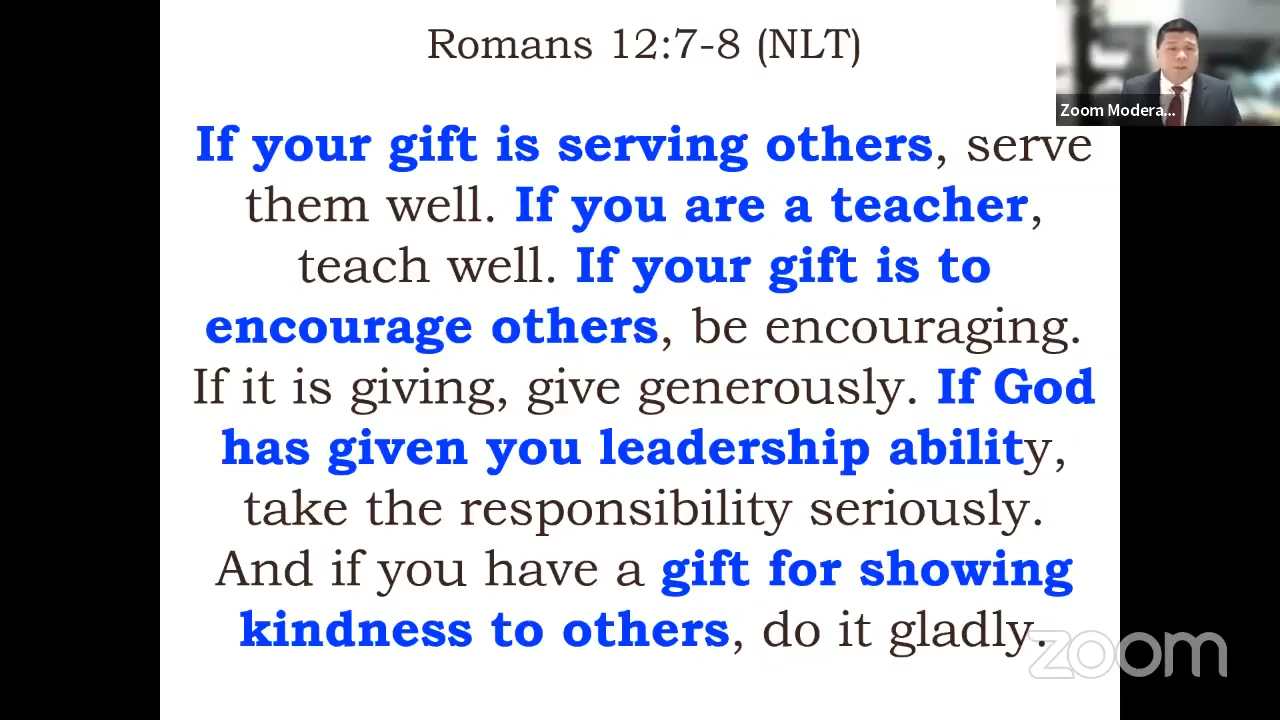 Romans 12:7-8 (NLT)
Zoom Modera...
If your gift is serving others, serve
them well. If you are a teacher,
teach well. If your gift is to
encourage others, be encouraging.
If it is giving, give generously. If God
has given you leadership ability,
take the responsibility seriously.
And if you have a gift for showing
kindness to others, do it gladly.
zoom